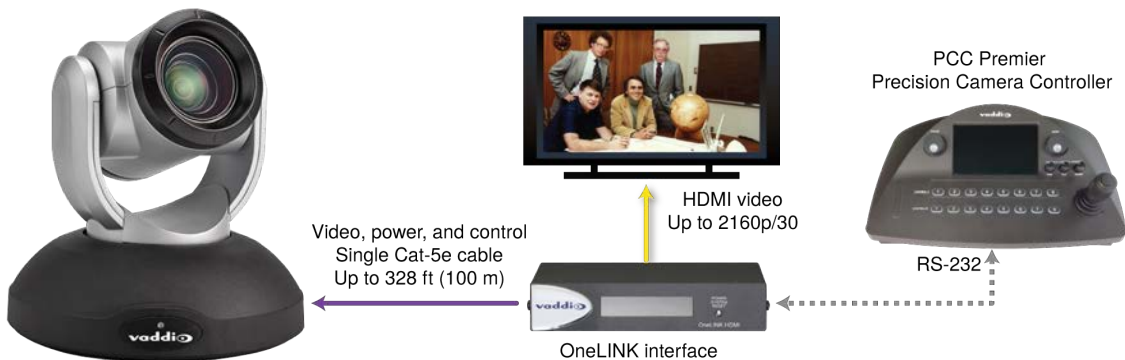 PCC Premier
Precision Camera Controller
vaddio
HDMI video
Up to 2160p/30
Video, power, and control
Single Cat-5e cable
Up to 328 ft (100 m)
RS-232
vaddio
OneLINK HDMI
vaddio
OneLINK interface